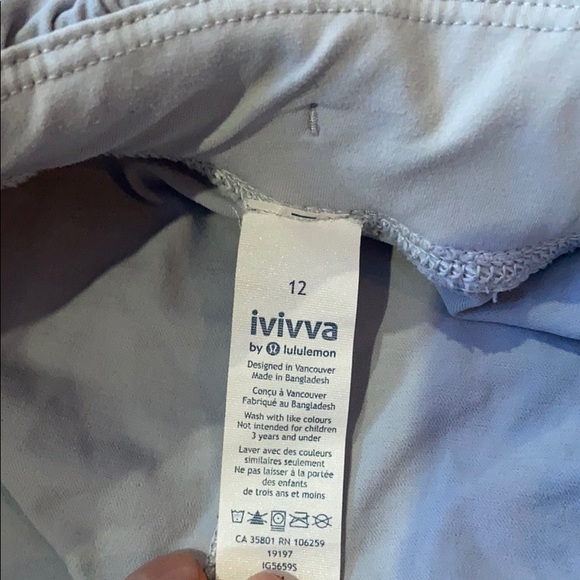 12
ivivva
by lululemon
Designed in Vancouver
Made in Bangladesh
Conçu à Vancouver
Fabriqué au Bangladesh
Wash with like colours
Not intended for children
3 years and under
Laver avec des couleurs
similaires seulement
Ne pas laisser à la portée
des enfants
de trois ans et moins
CA 35801 RN 106259
19197
IG5659S